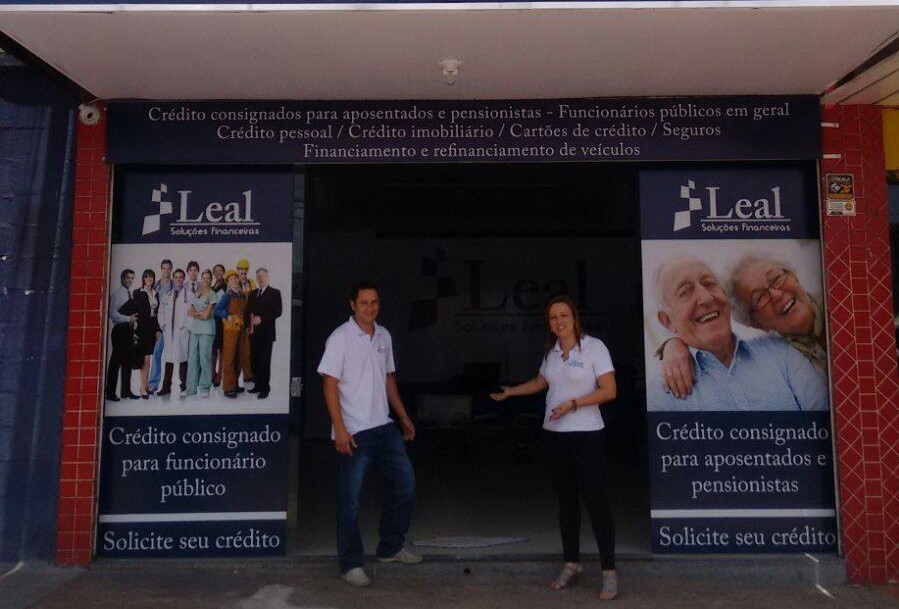 Crédito consignados para aposentados e pensionistas - Funcionários públicos em geral
Crédito pessoal / Crédito imobiliário / Cartões de crédito / Seguros
Financiamento e refinanciamento de veículos
Leal
Soluções Financeiras
Crédito consignado
para funcionário
público
Solicite seu crédito
Leal
Soluções Financeiras
Leal
Soluções Financeiras
Crédito consignado
para aposentados e
pensionistas
Solicite seu crédito